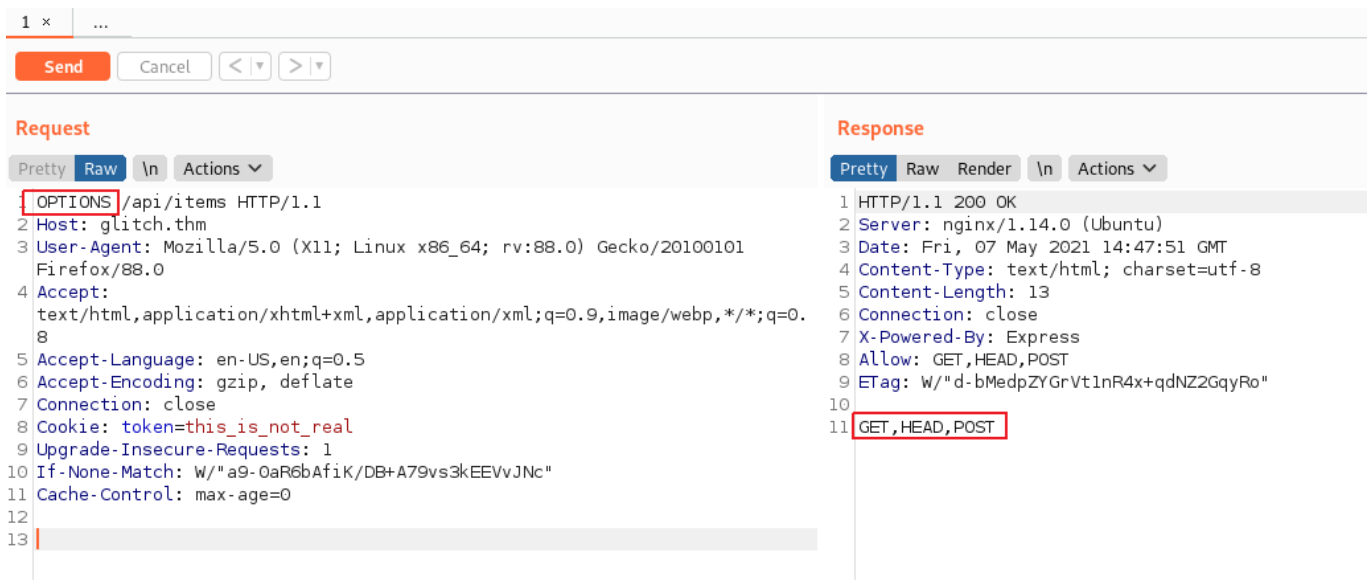 1 × ...
Send Cancel < >
Request
Pretty Raw \n Actions
1 OPTIONS /api/items HTTP/1.1
2 Host: glitch.thm
3 User-Agent: Mozilla/5.0 (X11; Linux x86_64; rv:88.0) Gecko/20100101
Firefox/88.0
4 Accept:
text/html,application/xhtml+xml,application/xml;q=0.9,image/webp,*/*;q=0.
8
5 Accept-Language: en-US,en;q=0.5
6 Accept-Encoding: gzip, deflate
7 Connection: close
8 Cookie: token=this_is_not_real
9 Upgrade-Insecure-Requests: 1
10 If-None-Match: W/"a9-0aR6bAfiK/DB+A79vs3kEEVvJNc"
11 Cache-Control: max-age=0
12
13
Response
Pretty Raw Render \n Actions
1 HTTP/1.1 200 OK
2 Server: nginx/1.14.0 (Ubuntu)
3 Date: Fri, 07 May 2021 14:47:51 GMT
4 Content-Type: text/html; charset=utf-8
5 Content-Length: 13
6 Connection: close
7 X-Powered-By: Express
8 Allow: GET,HEAD,POST
9 ETag: W/"d-bMedpZYGrVt1nR4x+qdNZ2GqyRo"
10
11 GET,HEAD,POST